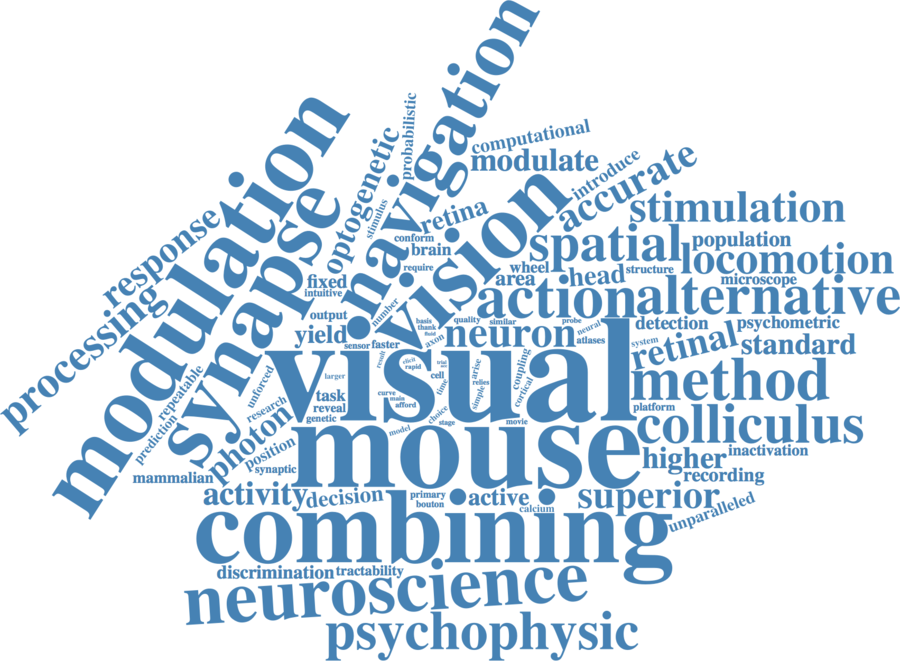 navigation
modulation
synapse
optogenetic
probabilistic
computational
modulate
introduce
accurate
vision
stimulus
retina
conform
brain
require
stimulation
spatial
population
locomotion
response
processing
fixed
intuitive
wheel
area
head
structure
microscope
action
alternative
number
output
yield
basis
thank
fluid
quality
similar
probe
neuron
neural
atlases
detection
psychometric
sensor
faster
axon
system
retinal
standard
visual
result
elicit
rapid
trial
cell
time
arise
relies
simple
coupling
cortical
larger
task
reveal
genetic
curve
main
afford
method
unforced
research
repeatable
prediction
photon
position
model
choice
stage
movie
platform
colliculus
mouse
higher
inactivation
recording
mammalian
synaptic
activity
decision
primary
bouton
active
calcium
superior
unparalleled
combining
discrimination
tractability
neuroscience
psychophysic